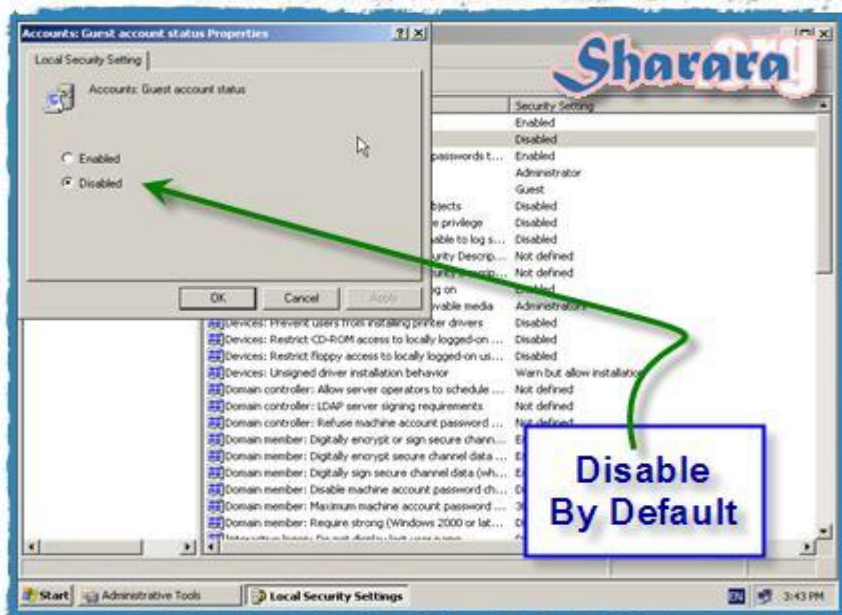 Accounts: Guest account status Properties
Sharara
.org
Local Security Setting
Accounts: Guest account status
Enabled
Disabled
OK
Cancel
Apply
Security Setting
Enabled
Disabled
passwords t... Enabled
Administrator
Guest
bjects Disabled
e privilege Disabled
able to log s... Disabled
urity Descrip... Not defined
Not defined
g on
vable media Administrators
Devices: Prevent users from installing printer drivers Disabled
Devices: Restrict CD-ROM access to locally logged-on ... Disabled
Devices: Restrict floppy access to locally logged-on us... Disabled
Devices: Unsigned driver installation behavior Warn but allow installation
Domain controller: Allow server operators to schedule ... Not defined
Domain controller: LDAP server signing requirements Not defined
Domain controller: Refuse machine account password ... Not defined
Domain member: Digitally encrypt or sign secure chann...
Domain member: Digitally encrypt secure channel data ...
Domain member: Digitally sign secure channel data (wh...
Domain member: Disable machine account password ch...
Domain member: Maximum machine account password ...
Domain member: Require strong (Windows 2000 or lat...
Disable
By Default
Start
Administrative Tools
Local Security Settings
EN
3:43 PM